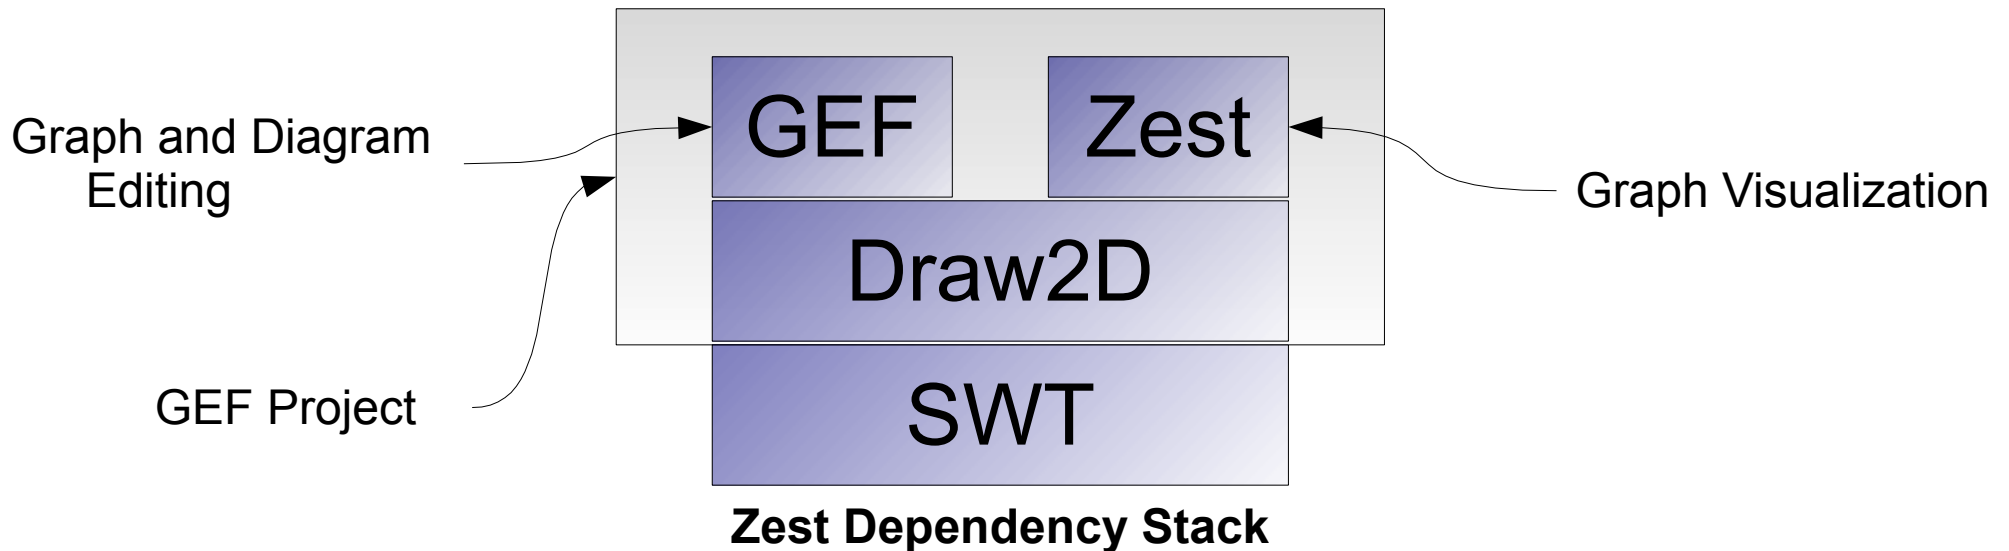 GEF
Zest
Graph and Diagram
Editing
Graph Visualization
Draw2D
GEF Project
SWT
Zest Dependency Stack